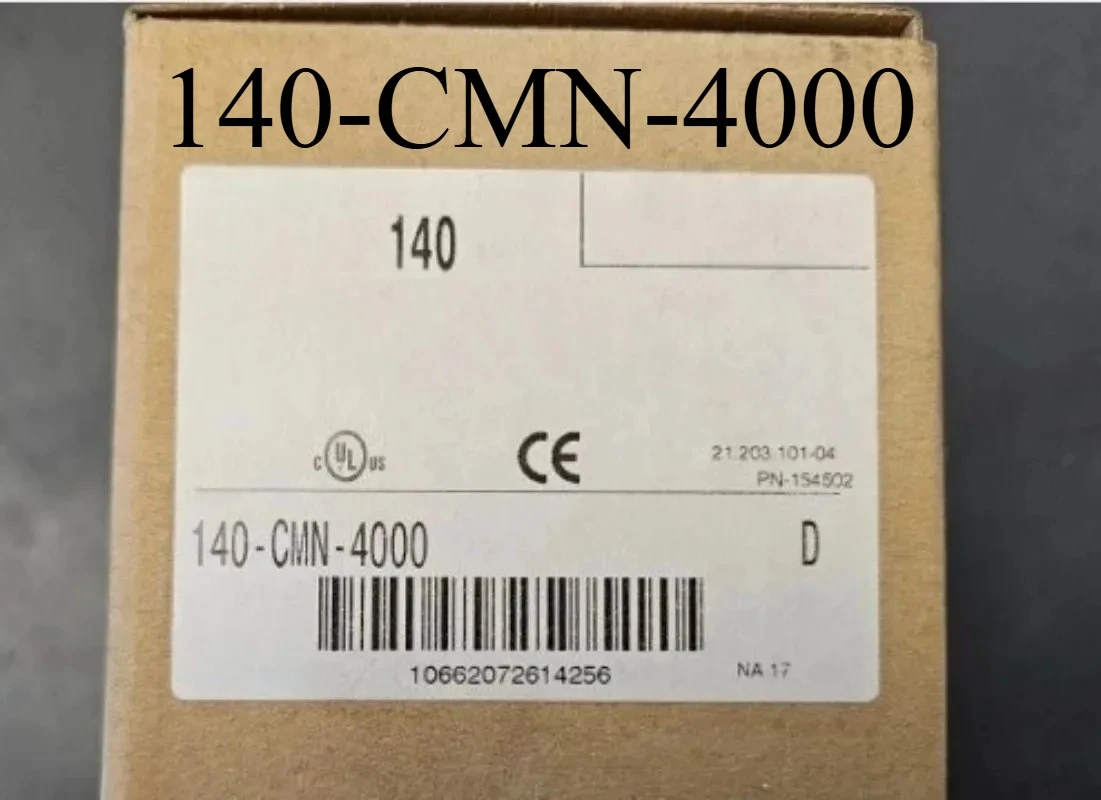 140-CMN-4000
140
C UL US
CE
21.203.101-04
PN-154502
140-CMN-4000 D
10662072614256
NA 17